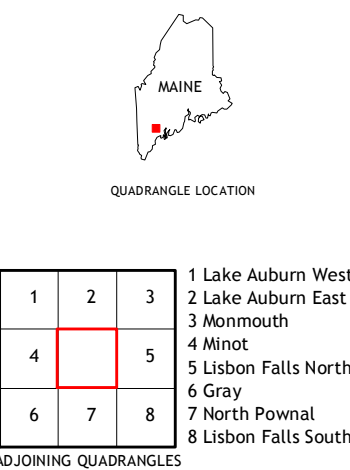 MAINE
QUADRANGLE LOCATION
1 2 3
4 5
6 7 8
1 Lake Auburn West
2 Lake Auburn East
3 Monmouth
4 Minot
5 Lisbon Falls North
6 Gray
7 North Pownal
8 Lisbon Falls South
ADJOINING QUADRANGLES